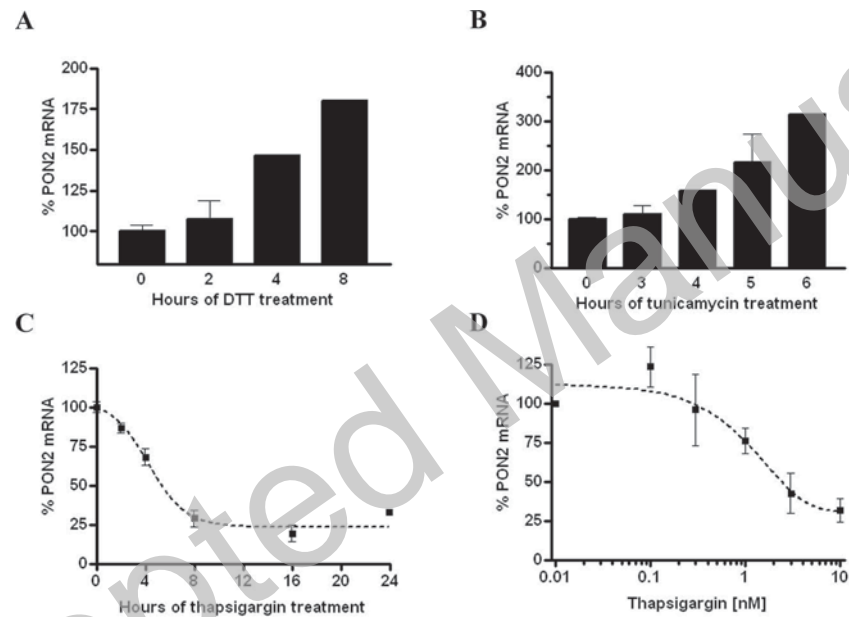 A
% PON2 mRNA
200
175
150
125
100
0 2 4 8
Hours of DTT treatment
B
% PON2 mRNA
400
300
200
100
0
0 3 4 5 6
Hours of tunicamycin treatment
C
% PON2 mRNA
125
100
75
50
25
0
0 4 8 12 16 20 24
Hours of thapsigargin treatment
D
% PON2 mRNA
125
100
75
50
25
0
0.01 0.1 1 10
Thapsigargin [nM]
pted Manus